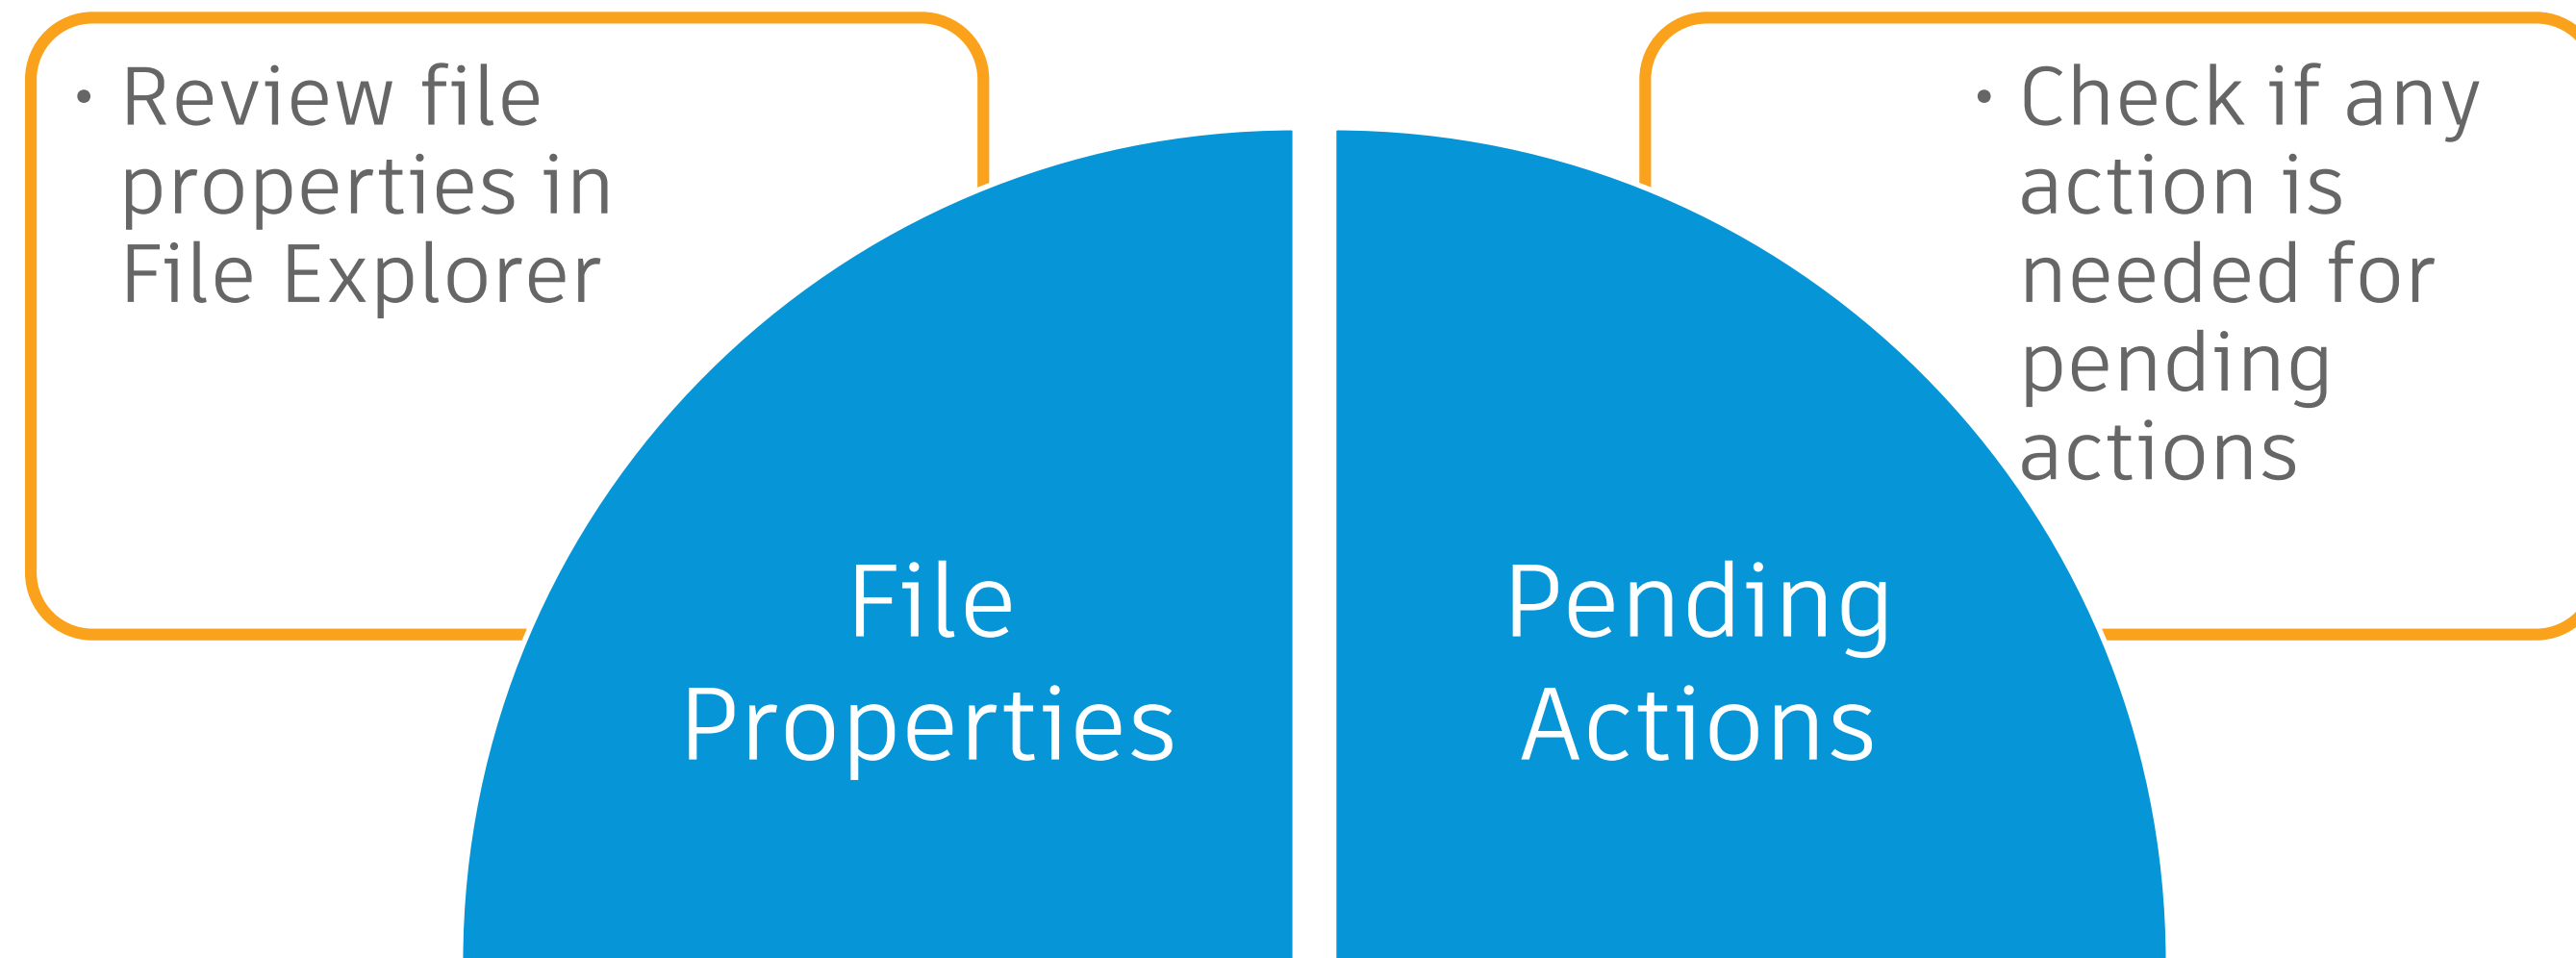 • Review file
properties in
File Explorer
• Check if any
action is
needed for
pending
actions
File
Properties
Pending
Actions